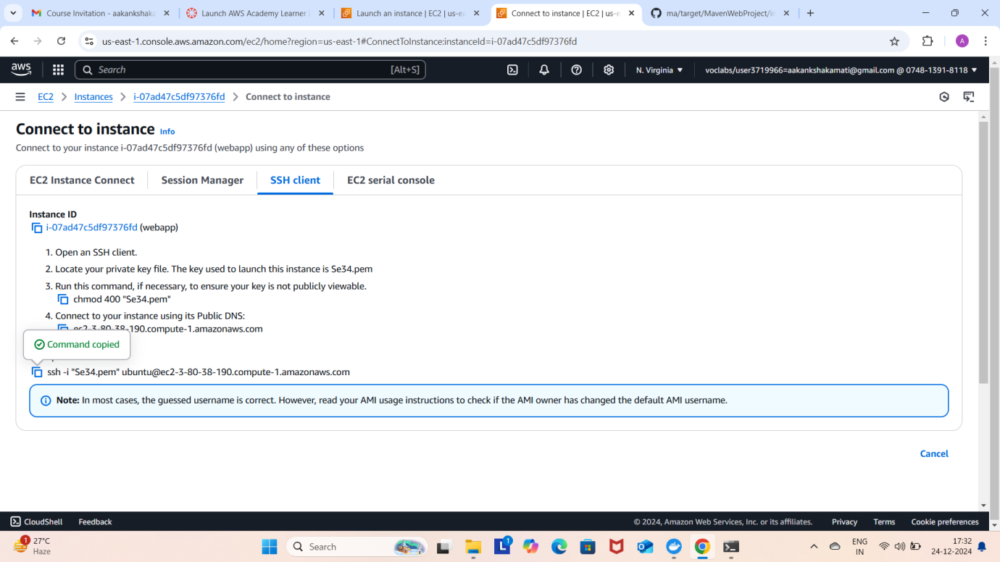 Course Invitation - aakankshaka
Launch AWS Academy Learner
Launch an instance | EC2 | us-ea
Connect to instance | EC2 | us-e
ma/target/MavenWebProject/in
us-east-1.console.aws.amazon.com/ec2/home?region=us-east-1#ConnectToInstance:instanceId=i-07ad47c5df97376fd
A
aws
Search
[Alt+S]
N. Virginia
voclabs/user3719966=aakankshakamati@gmail.com @ 0748-1391-8118
EC2
Instances
i-07ad47c5df97376fd
Connect to instance
Connect to instance Info
Connect to your instance i-07ad47c5df97376fd (webapp) using any of these options
EC2 Instance Connect
Session Manager
SSH client
EC2 serial console
Instance ID
i-07ad47c5df97376fd (webapp)
1. Open an SSH client.
2. Locate your private key file. The key used to launch this instance is Se34.pem
3. Run this command, if necessary, to ensure your key is not publicly viewable.
chmod 400 "Se34.pem"
4. Connect to your instance using its Public DNS:
ec2-3-80-38-190.compute-1.amazonaws.com
Command copied
ssh -i "Se34.pem" ubuntu@ec2-3-80-38-190.compute-1.amazonaws.com
Note: In most cases, the guessed username is correct. However, read your AMI usage instructions to check if the AMI owner has changed the default AMI username.
Cancel
CloudShell
Feedback
© 2024, Amazon Web Services, Inc. or its affiliates.
Privacy
Terms
Cookie preferences
1
27°C
Haze
Search
L
1
ENG
IN
17:32
24-12-2024